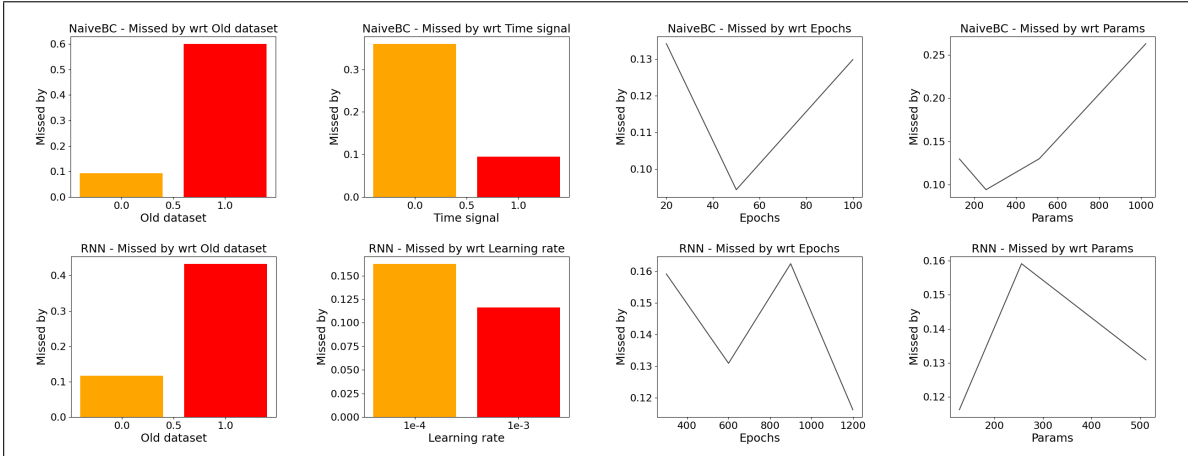 NaiveBC - Missed by wrt Old dataset
0.6
0.5
0.4
0.3
0.2
0.1
0.0
Missed by
0.0 0.5 1.0
Old dataset
NaiveBC - Missed by wrt Time signal
0.3
0.2
0.1
0.0
Missed by
0.0 0.5 1.0
Time signal
NaiveBC - Missed by wrt Epochs
0.13
0.12
0.11
0.10
Missed by
20 40 60 80 100
Epochs
NaiveBC - Missed by wrt Params
0.25
0.20
0.15
0.10
Missed by
200 400 600 800 1000
Params
RNN - Missed by wrt Old dataset
0.4
0.3
0.2
0.1
0.0
Missed by
0.0 0.5 1.0
Old dataset
RNN - Missed by wrt Learning rate
0.150
0.125
0.100
0.075
0.050
0.025
0.000
Missed by
1e-4 1e-3
Learning rate
RNN - Missed by wrt Epochs
0.16
0.15
0.14
0.13
0.12
Missed by
400 600 800 1000 1200
Epochs
RNN - Missed by wrt Params
0.16
0.15
0.14
0.13
0.12
Missed by
200 300 400 500
Params